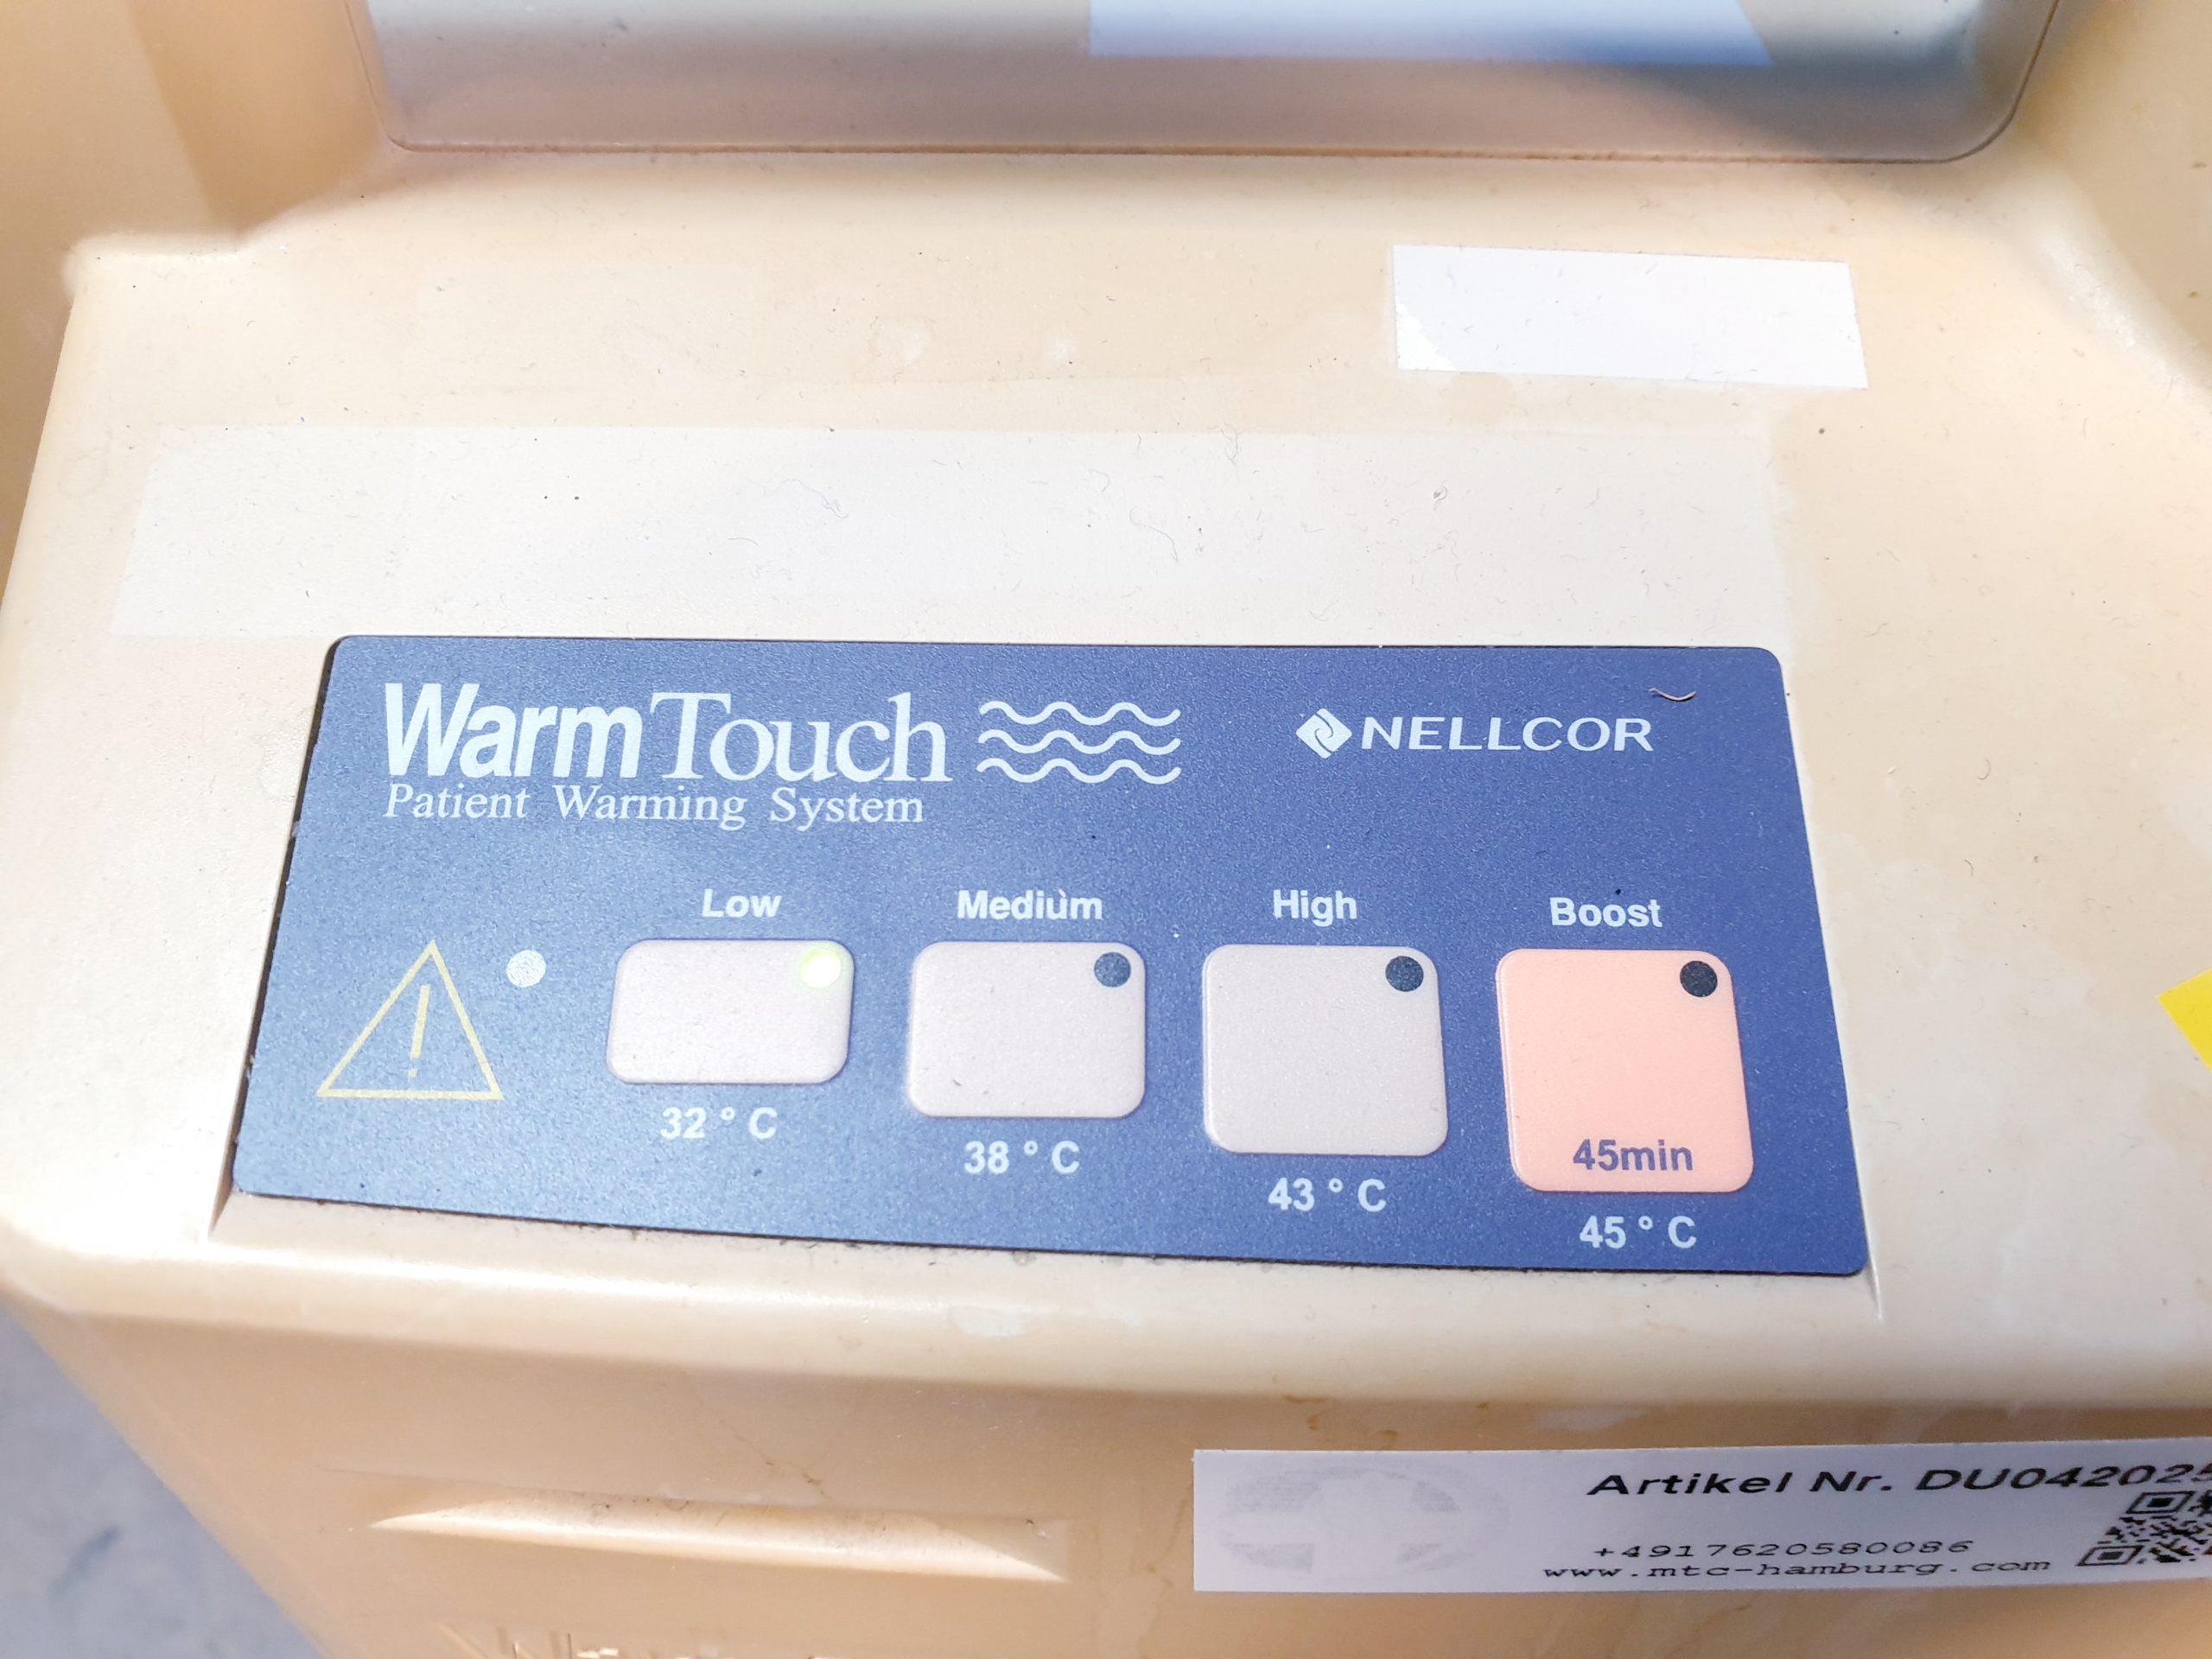 WarmTouch
NELLCOR
Patient Warming System
Low Medium High Boost
!
45min
32 ° C
38 ° C
43 ° C
45 ° C
Artikel Nr. DU042025
+4917620580086
www.mtc-hamburg.com